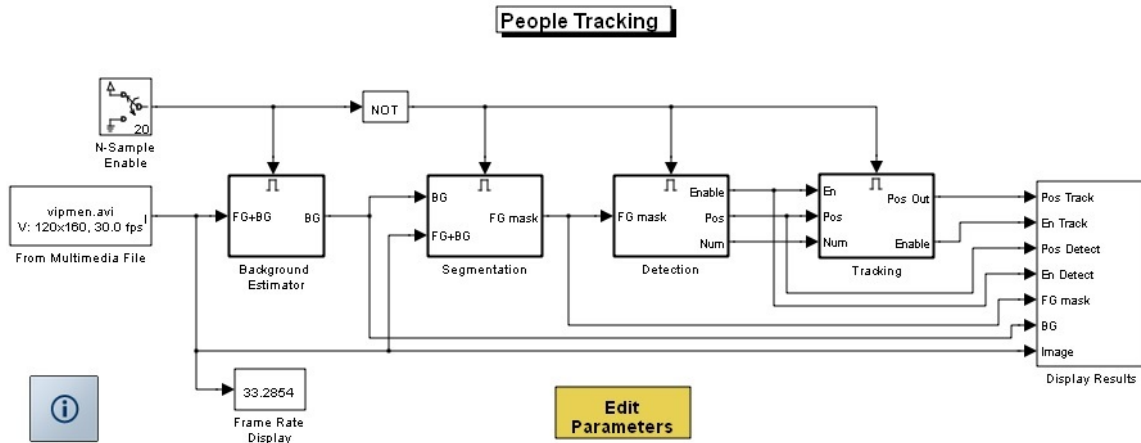 People Tracking
NOT
20
N-Sample
Enable
vipmen.avi
V: 120x160, 30.0 fps
I
From Multimedia File
FG+BG
BG
Background
Estimator
BG
FG+BG
FG mask
Segmentation
FG mask
Enable
Pos
Num
Detection
En
Pos
Num
Pos Out
Enable
Tracking
Pos Track
En Track
Pos Detect
En Detect
FG mask
BG
Image
Display Results
33.2854
Frame Rate
Display
Edit
Parameters
i